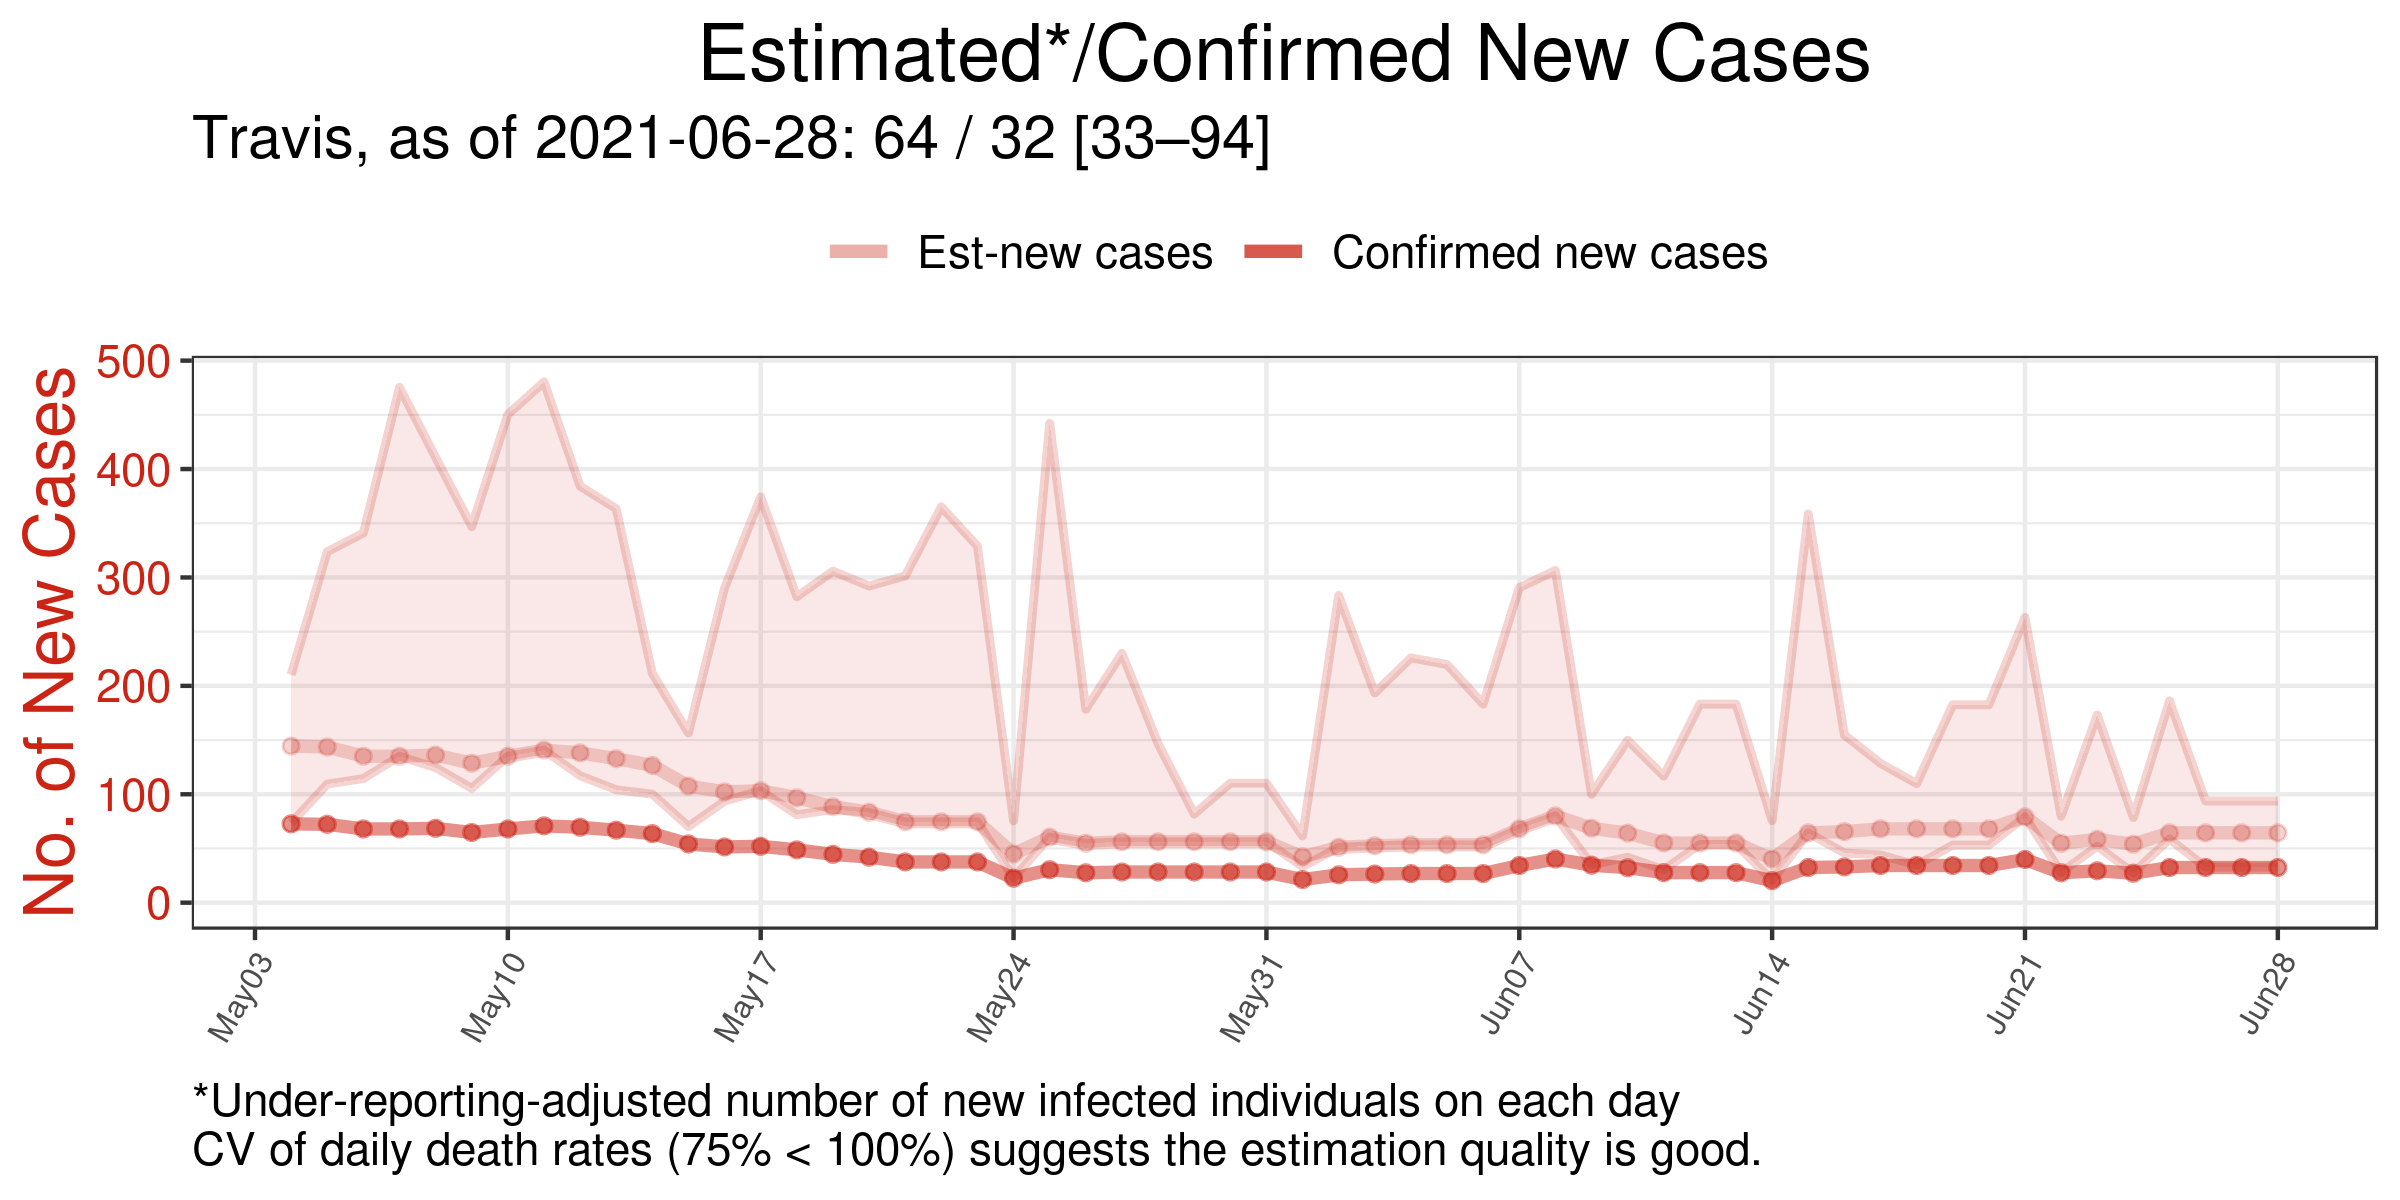 Estimated*/Confirmed New Cases
Travis, as of 2021-06-28: 64 / 32 [33–94]
Est-new cases
Confirmed new cases
No. of New Cases
500
400
300
200
100
0
May03
May10
May17
May24
May31
Jun07
Jun14
Jun21
Jun28
*Under-reporting-adjusted number of new infected individuals on each day
CV of daily death rates (75% < 100%) suggests the estimation quality is good.